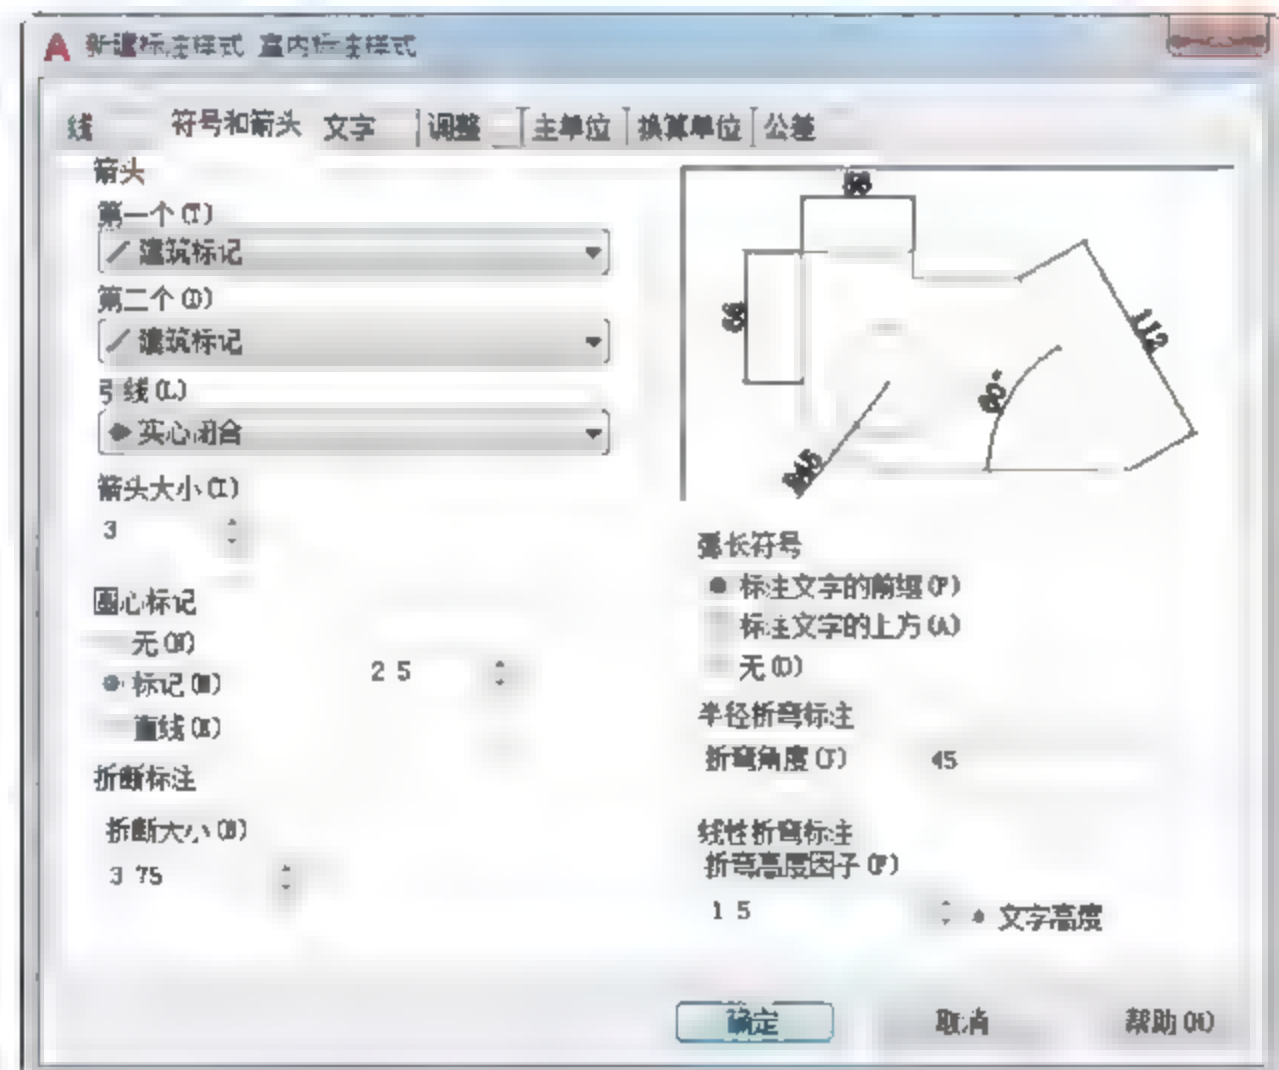 新建标注样式 室内标注样式
线 符号和箭头 文字 调整 主单位 换算单位 公差
箭头
第一个(T)
建筑标记
第二个(D)
建筑标记
引线(L)
实心闭合
箭头大小(I)
3
圆心标记
无(N)
标记(M)
2 5
直线(E)
折断标注
折断大小(B)
3 75
112
弧长符号
标注文字的前缀(P)
标注文字的上方(A)
无(O)
半径折弯标注
折弯角度(J) 45
线性折弯标注
折弯高度因子(F)
1 5 文字高度
确定 取消 帮助(H)